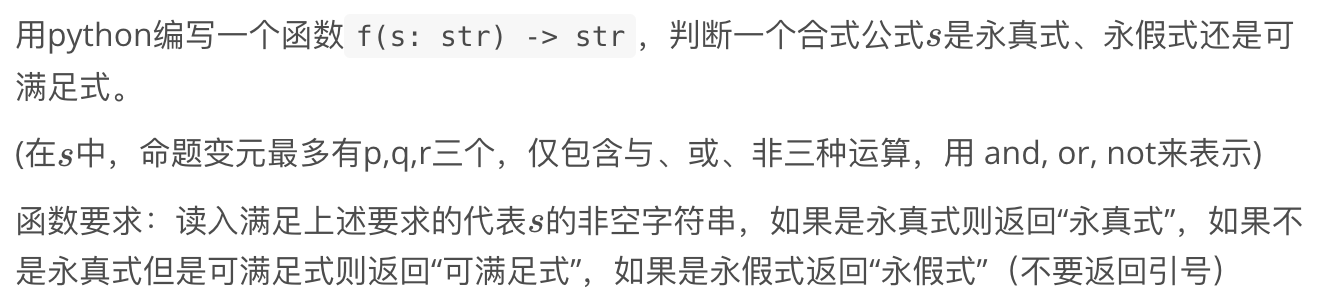 用python编写一个函数 f(s: str) -> str ，判断一个合式公式s是永真式、永假式还是可
满足式。
(在s中，命题变元最多有p,q,r三个，仅包含与、或、非三种运算，用 and, or, not来表示)
函数要求：读入满足上述要求的代表s的非空字符串，如果是永真式则返回“永真式”，如果不
是永真式但是可满足式则返回“可满足式”，如果是永假式返回“永假式”（不要返回引号）